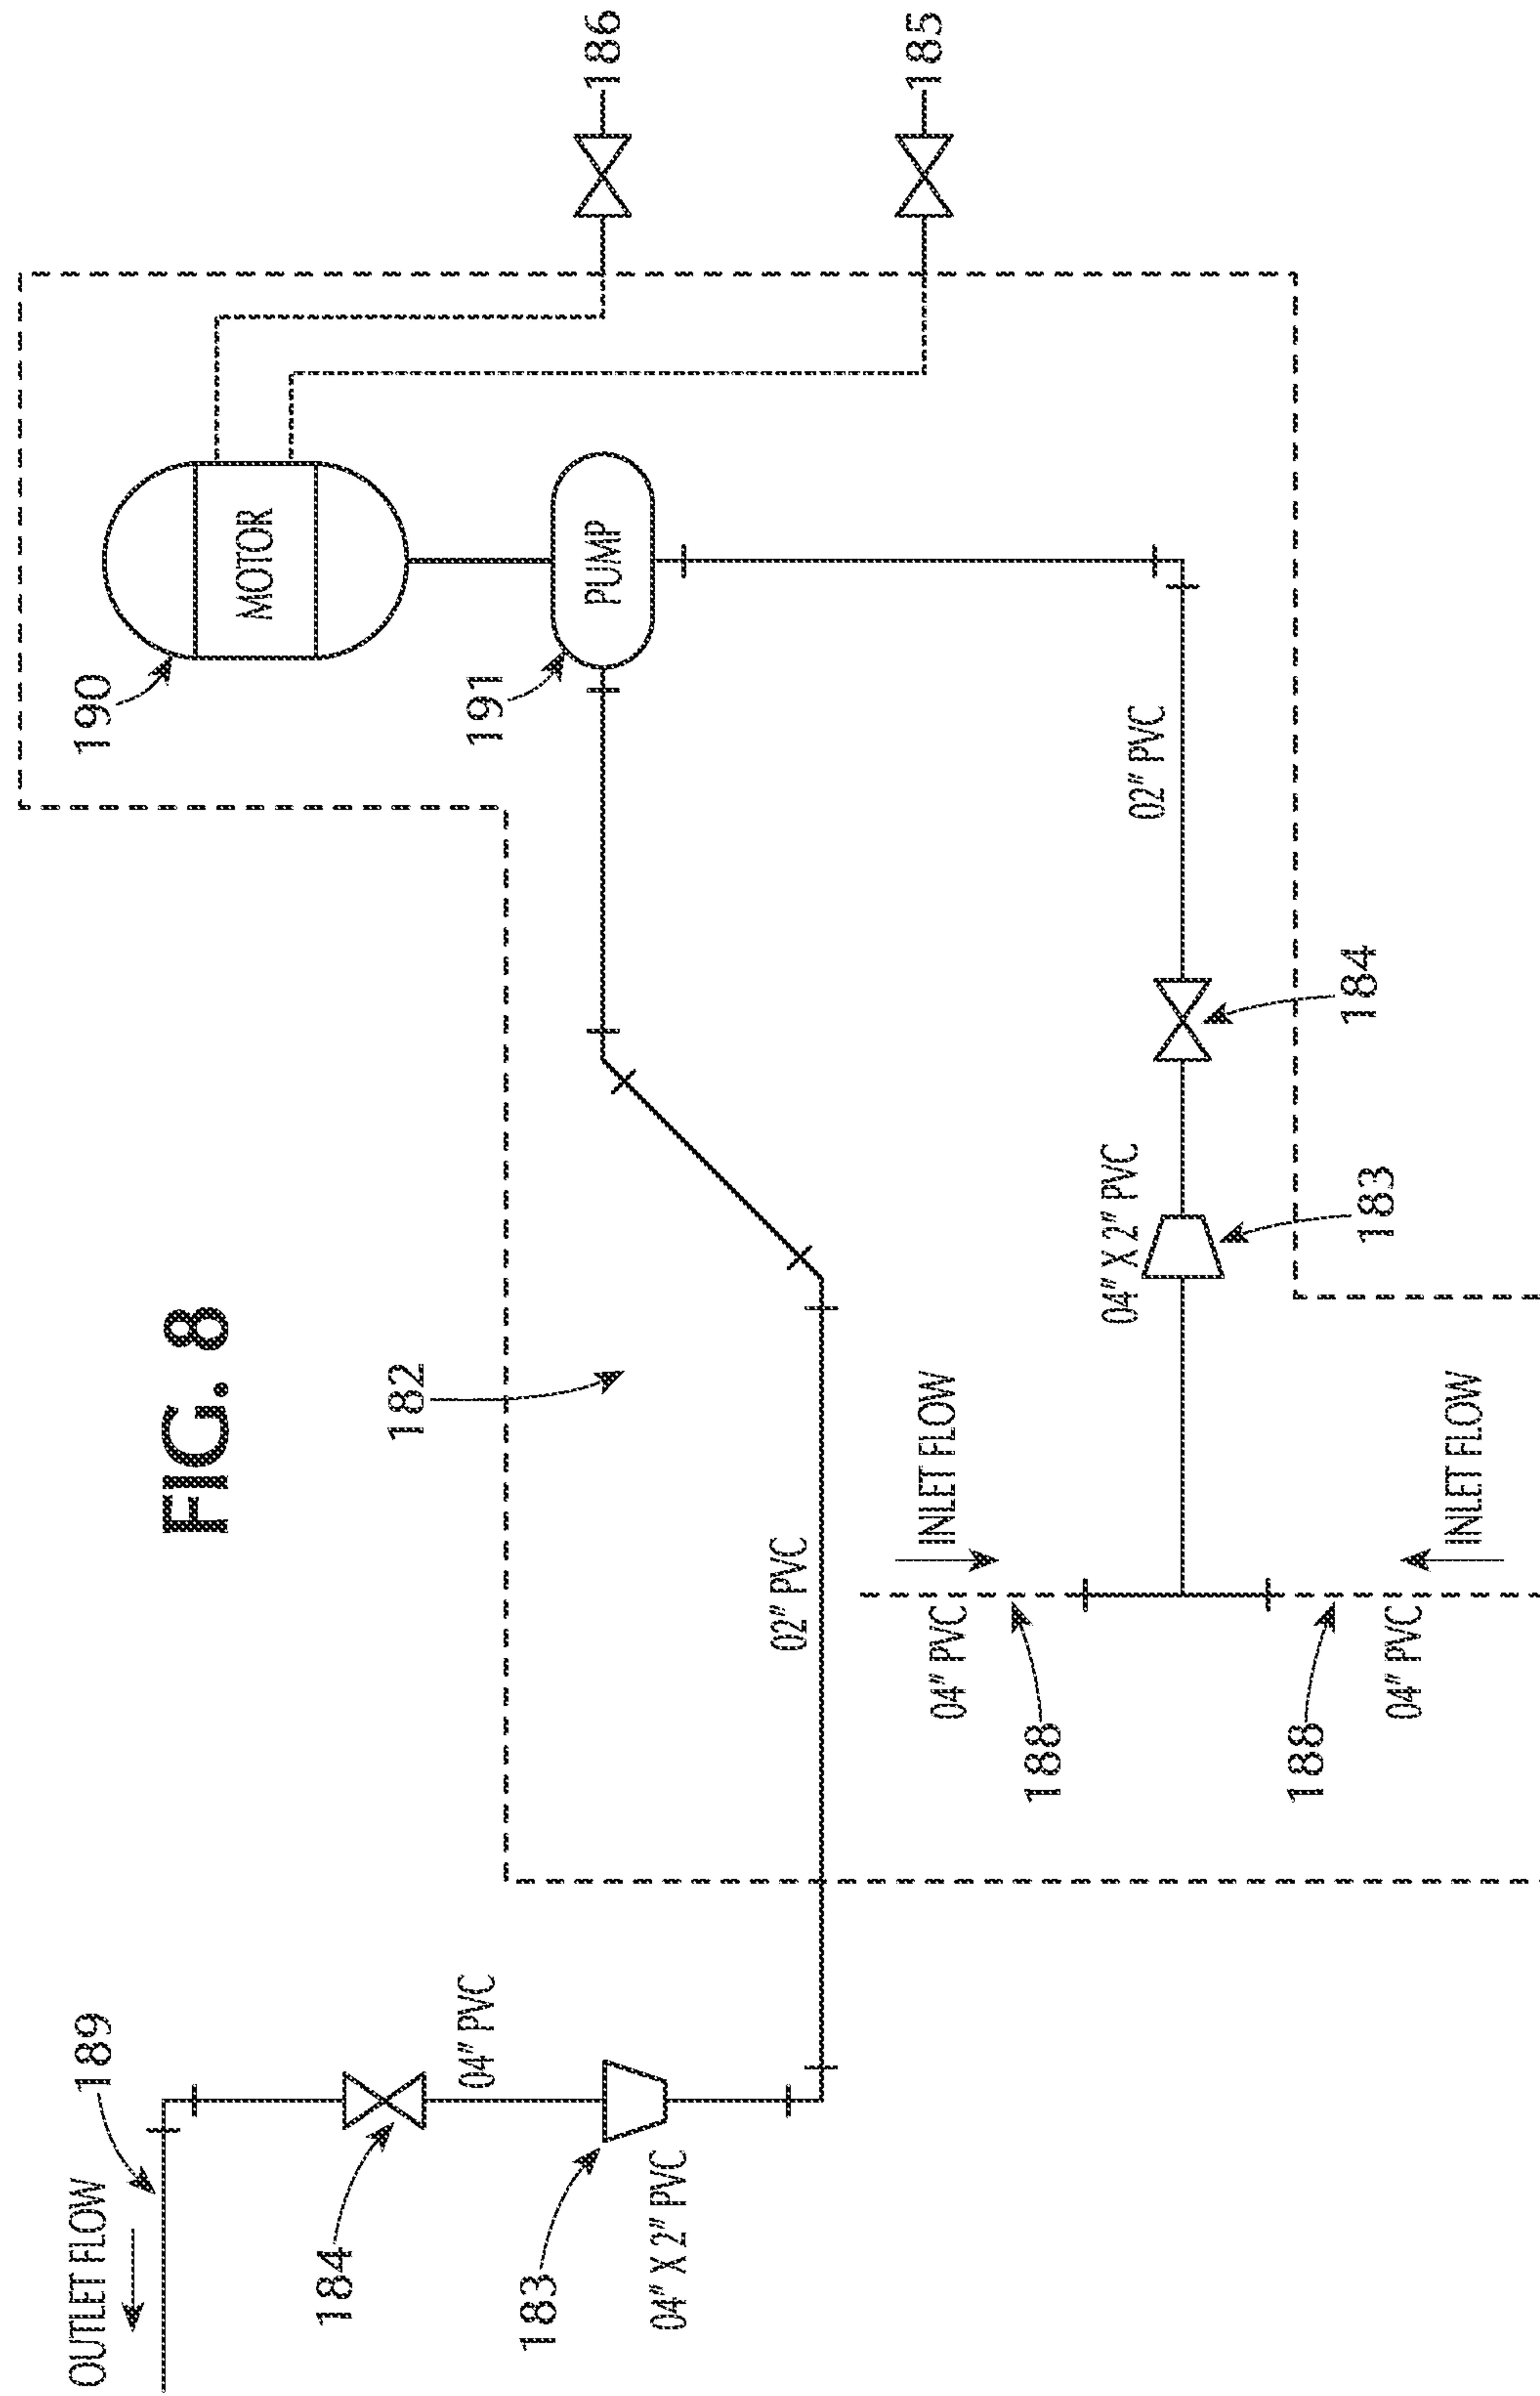 OUTLET FLOW
189
190
FIG. 8
MOTOR
184
182
04" PVC
191
183
PUMP
186
04" X 2" PVC
02" PVC
185
04" PVC
INLET FLOW
188
04" X 2" PVC
02" PVC
188
184
183
04" PVC
INLET FLOW